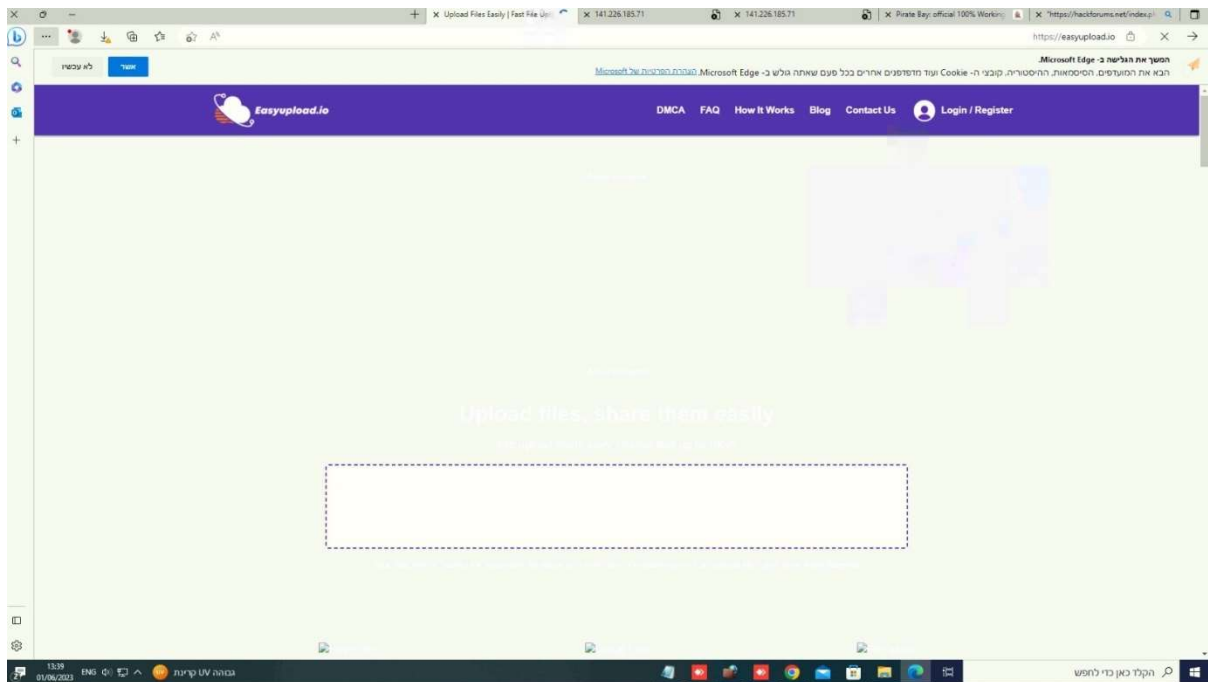 Upload Files Easily | Fast File Upl
141.226.185.71
141.226.185.71
Pirate Bay: official 100% Working
"https://hackforums.net/index.pl
https://easyupload.io
המשך את הגלישה ב- Microsoft Edge.
הבא את המועדפים, הסיסמאות, ההיסטוריה, קובצי ה- Cookie ועוד מדפדפנים אחרים בכל פעם שאתה גולש ב- Microsoft Edge. הצהרת הפרטיות של Microsoft
אשר
לא עכשיו
Easyupload.io
DMCA FAQ How It Works Blog Contact Us Login / Register
Upload files, share them easily
הקלד כאן כדי לחפש
גבוהה UV קרינת
ENG
13:39
01/06/2023